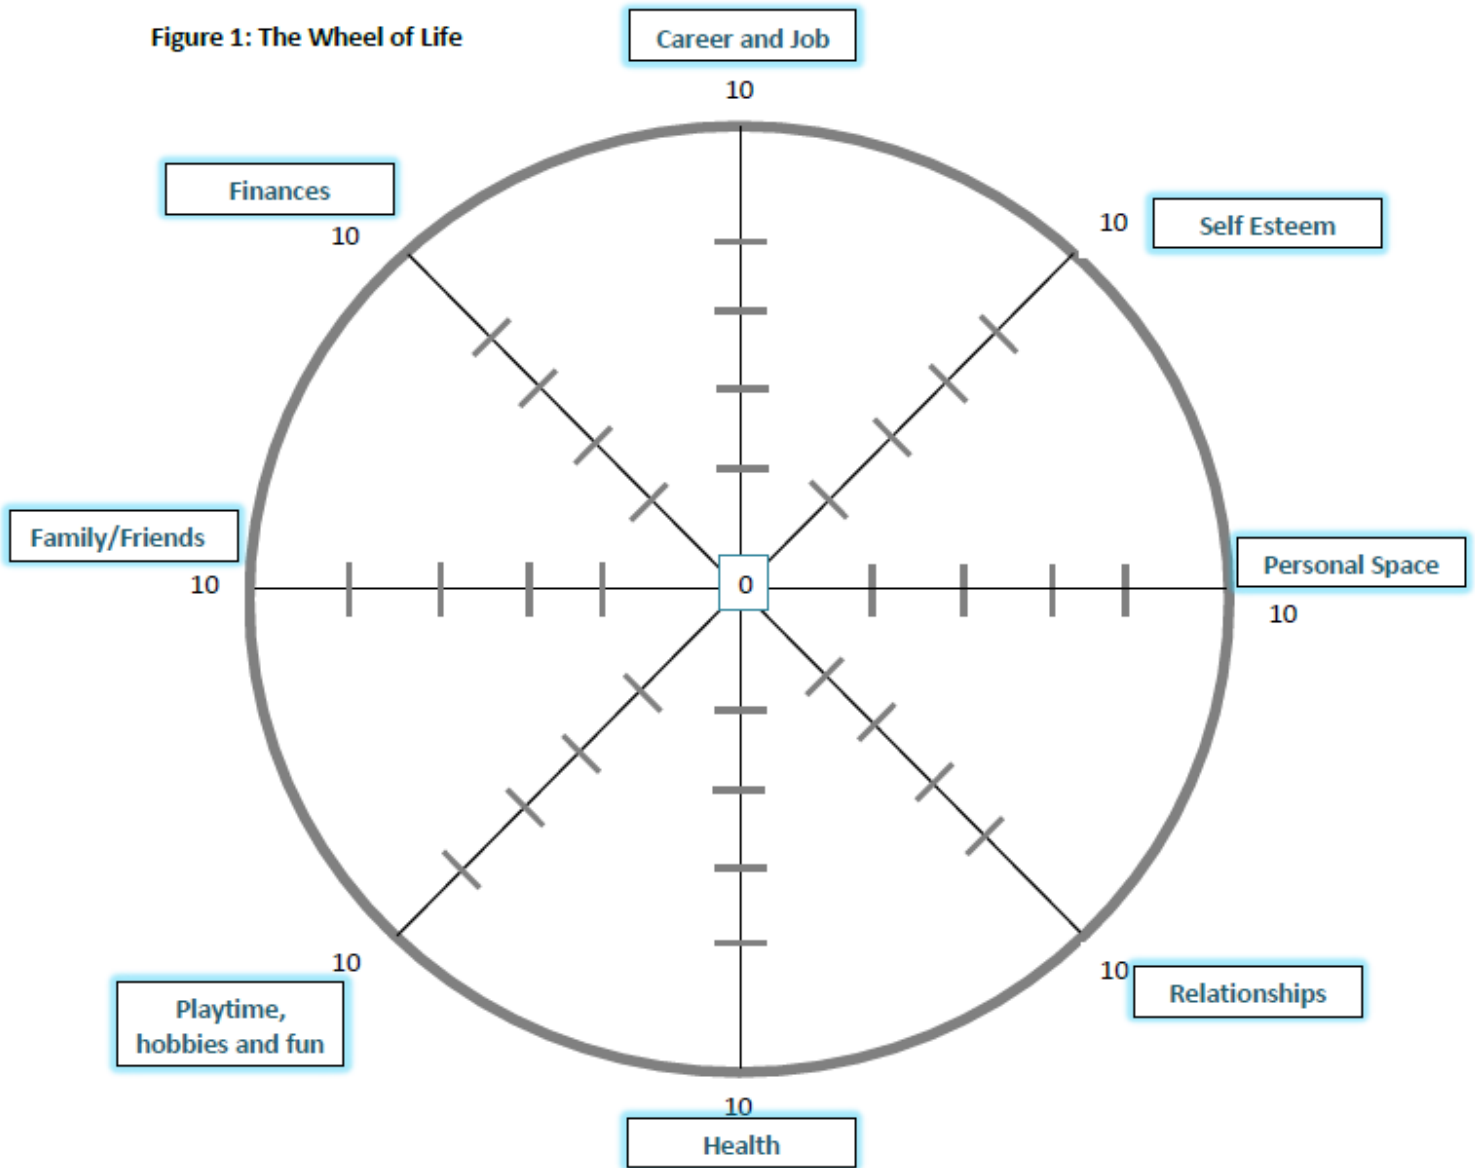 Figure 1: The Wheel of Life
Career and Job
10
Finances
10
10
Self Esteem
Family/Friends
10
0
Personal Space
10
10
Playtime,
hobbies and fun
10
Relationships
10
Health